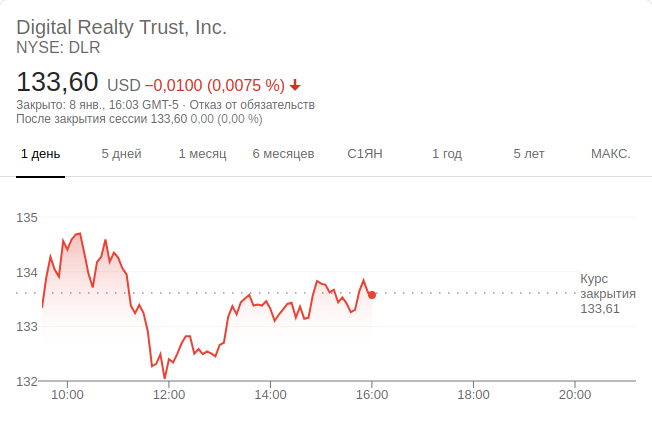 Digital Realty Trust, Inc.
NYSE: DLR
133,60 USD −0,0100 (0,0075 %)
Закрыто: 8 янв., 16:03 GMT-5 · Отказ от обязательств
После закрытия сессии 133,60 0,00 (0,00 %)
1 день 5 дней 1 месяц 6 месяцев С1ЯН 1 год 5 лет МАКС.
135
134
133
132
Курс
закрытия
133,61
10:00 12:00 14:00 16:00 18:00 20:00